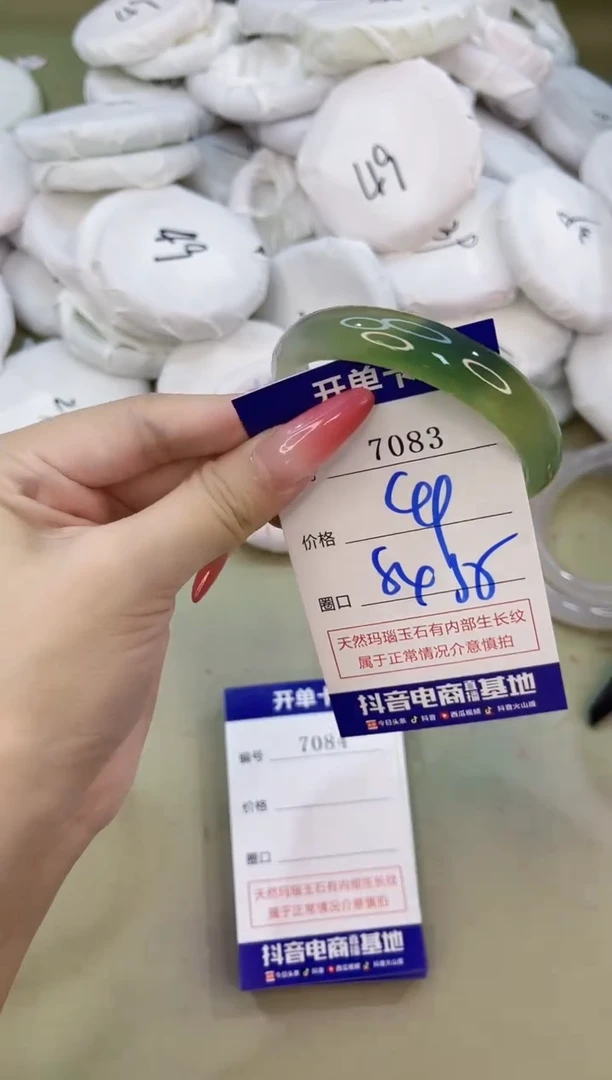 49
49
开单卡
7083
价格
圈口
天然玛瑙玉石有内部生长纹
属于正常情况介意慎拍
抖音电商直播基地
今日头条 抖音 西瓜视频 抖音火山版
开单卡
编号 7084
价格
圈口
天然玛瑙玉石有内部生长纹
属于正常情况介意慎拍
抖音电商直播基地
今日头条 抖音 西瓜视频 抖音火山版